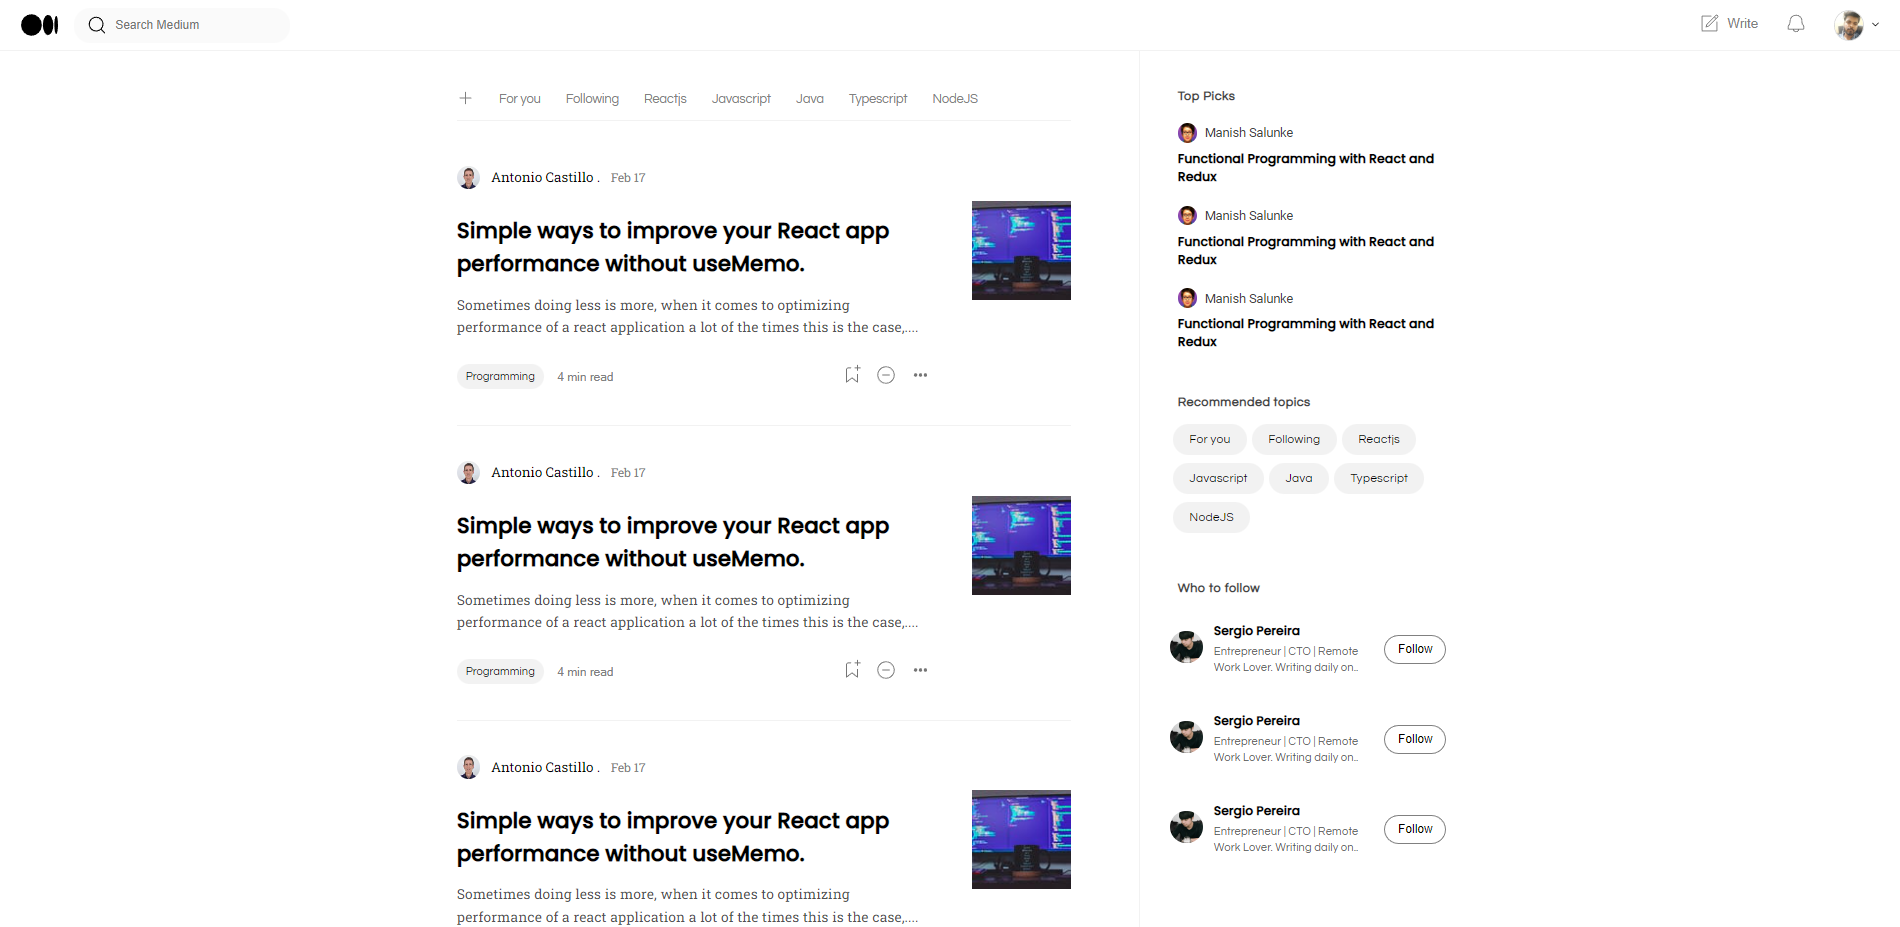 Search Medium
Write
For you Following Reactjs Javascript Java Typescript NodeJS
Antonio Castillo . Feb 17
Simple ways to improve your React app
performance without useMemo.
Sometimes doing less is more, when it comes to optimizing
performance of a react application a lot of the times this is the case,....
Programming 4 min read
Antonio Castillo . Feb 17
Simple ways to improve your React app
performance without useMemo.
Sometimes doing less is more, when it comes to optimizing
performance of a react application a lot of the times this is the case,....
Programming 4 min read
Antonio Castillo . Feb 17
Simple ways to improve your React app
performance without useMemo.
Sometimes doing less is more, when it comes to optimizing
performance of a react application a lot of the times this is the case,....
Top Picks
Manish Salunke
Functional Programming with React and
Redux
Manish Salunke
Functional Programming with React and
Redux
Manish Salunke
Functional Programming with React and
Redux
Recommended topics
For you Following Reactjs
Javascript Java Typescript
NodeJS
Who to follow
Sergio Pereira
Entrepreneur | CTO | Remote
Work Lover. Writing daily on..
Follow
Sergio Pereira
Entrepreneur | CTO | Remote
Work Lover. Writing daily on..
Follow
Sergio Pereira
Entrepreneur | CTO | Remote
Work Lover. Writing daily on..
Follow